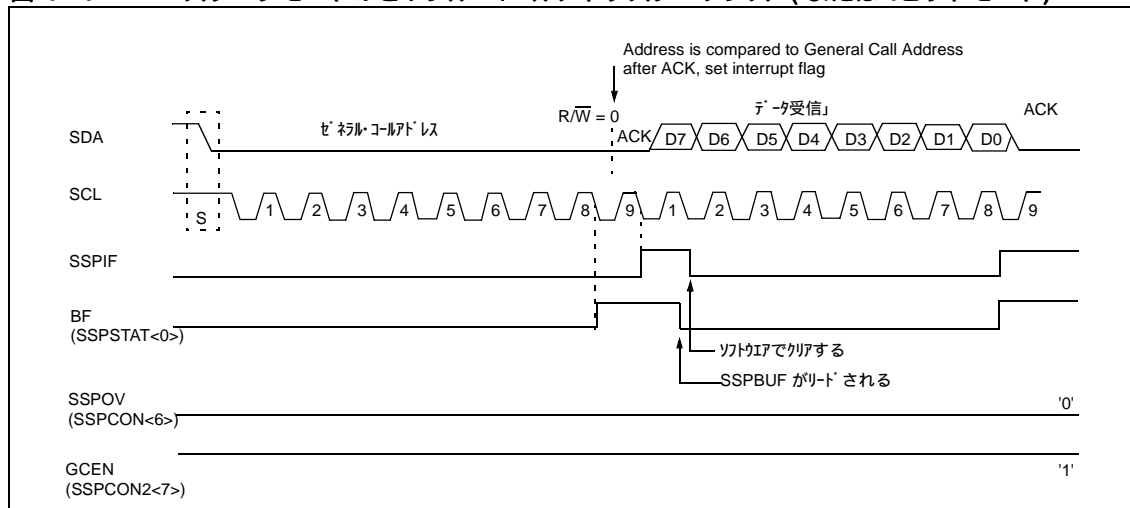 Address is compared to General Call Address
after ACK, set interrupt flag
R/W = 0
ﾃﾞｰﾀ受信」
ACK
SDA
ｾﾞﾈﾗﾙ･ｺｰﾙｱﾄﾞﾚｽ
ACK
D7 D6 D5 D4 D3 D2 D1 D0
SCL
S
1 2 3 4 5 6 7 8 9 1 2 3 4 5 6 7 8 9
SSPIF
BF
(SSPSTAT<0>)
ｿﾌﾄｳｴｱでｸﾘｱする
SSPBUF がﾘｰﾄﾞされる
SSPOV
(SSPCON<6>)
'0'
GCEN
(SSPCON2<7>)
'1'